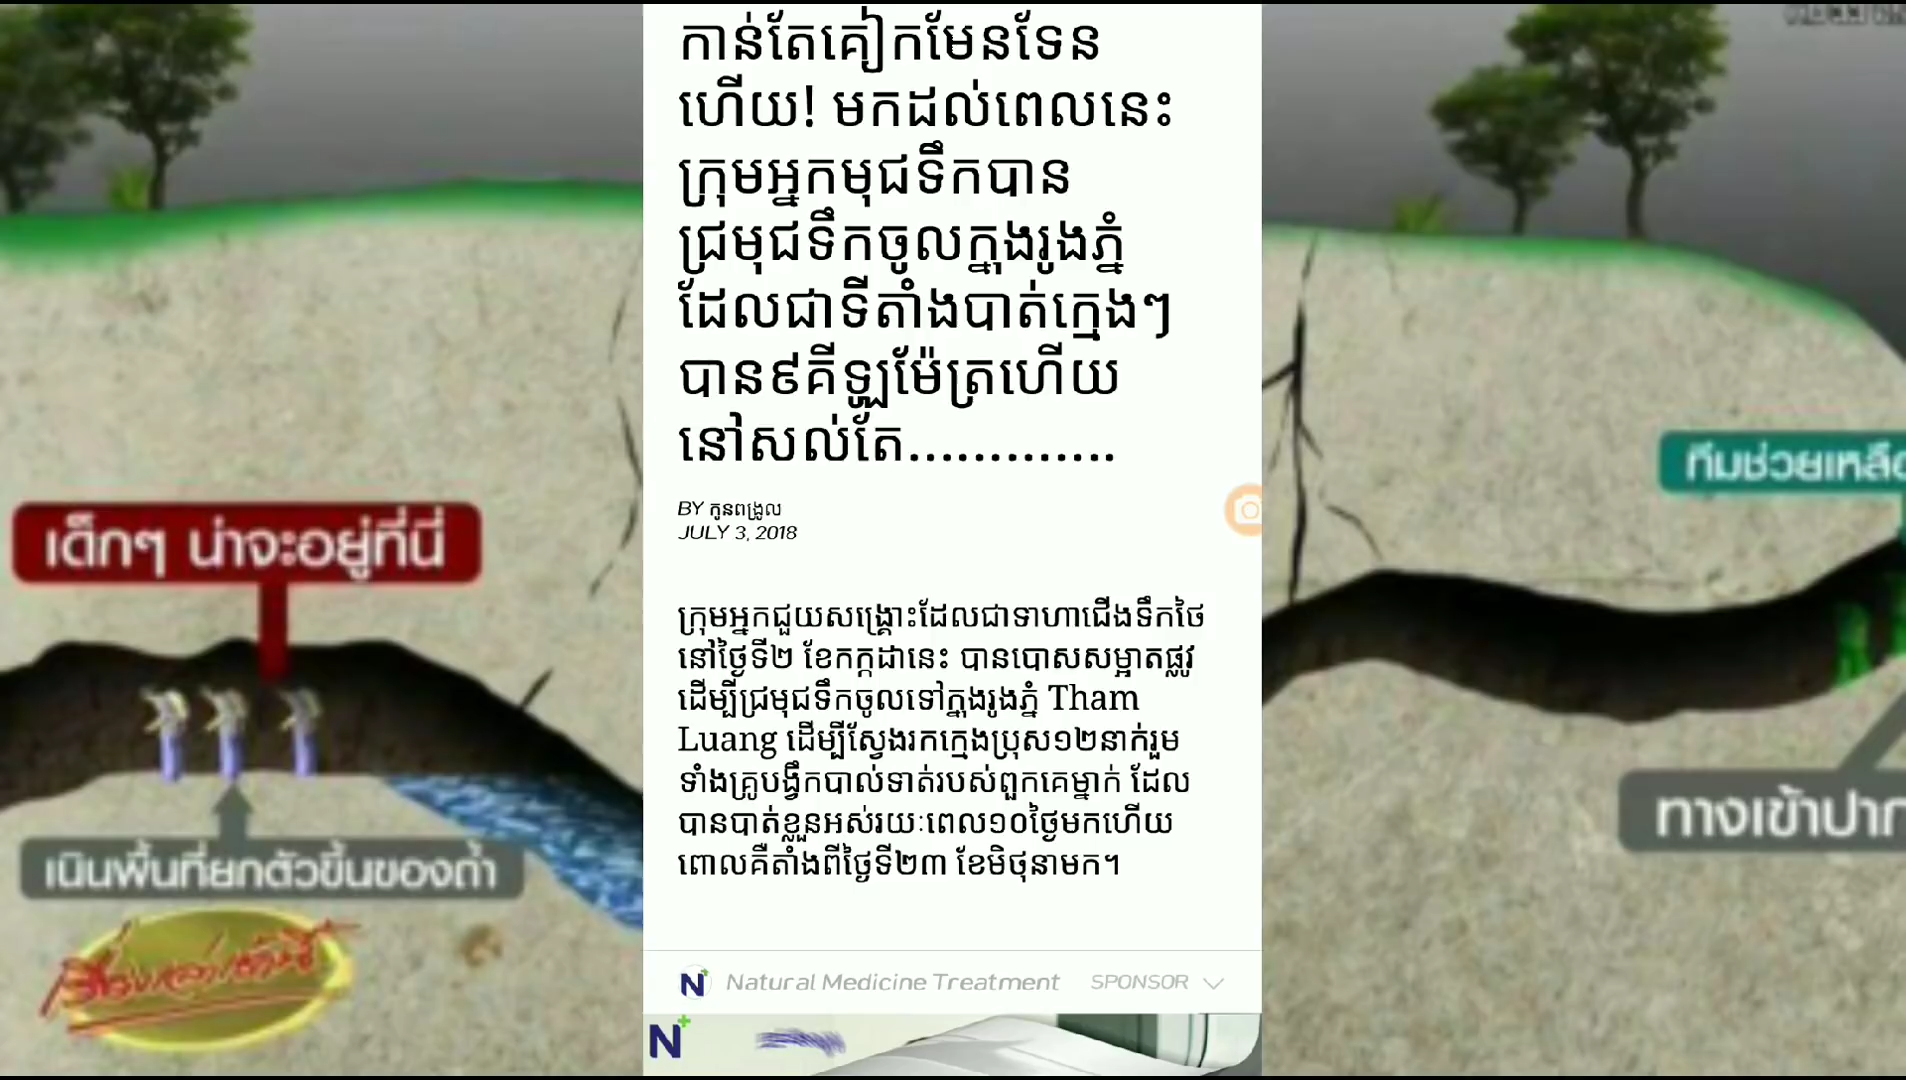 កាន់តែគៀកមែនទែន
ហើយ! មកដល់ពេលនេះ
ក្រុមអ្នកមុជទឹកបាន
ជ្រមុជទឹកចូលក្នុងរូងភ្នំ
ដែលជាទីតាំងបាត់ក្មេងៗ
បាន៩គីឡូម៉ែត្រហើយ
នៅសល់តែ.............
BY កូនពង្រូល
JULY 3, 2018
ក្រុមអ្នកជួយសង្គ្រោះដែលជាទាហាជើងទឹកថៃ
នៅថ្ងៃទី២ ខែកក្កដានេះ បានបោសសម្អាតផ្លូវ
ដើម្បីជ្រមុជទឹកចូលទៅក្នុងរូងភ្នំ Tham
Luang ដើម្បីស្វែងរកក្មេងប្រុស១២នាក់រួម
ទាំងគ្រូបង្វឹកបាល់ទាត់របស់ពួកគេម្នាក់ ដែល
បានបាត់ខ្លួនអស់រយៈពេល១០ថ្ងៃមកហើយ
ពោលគឺតាំងពីថ្ងៃទី២៣ ខែមិថុនាមក។
Natural Medicine Treatment SPONSOR
N
เด็กๆ น่าจะอยู่ที่นี่
เนินพื้นที่ยกตัวขึ้นของถ้ำ
ทีมช่วยเหลือ
ทางเข้าปาก